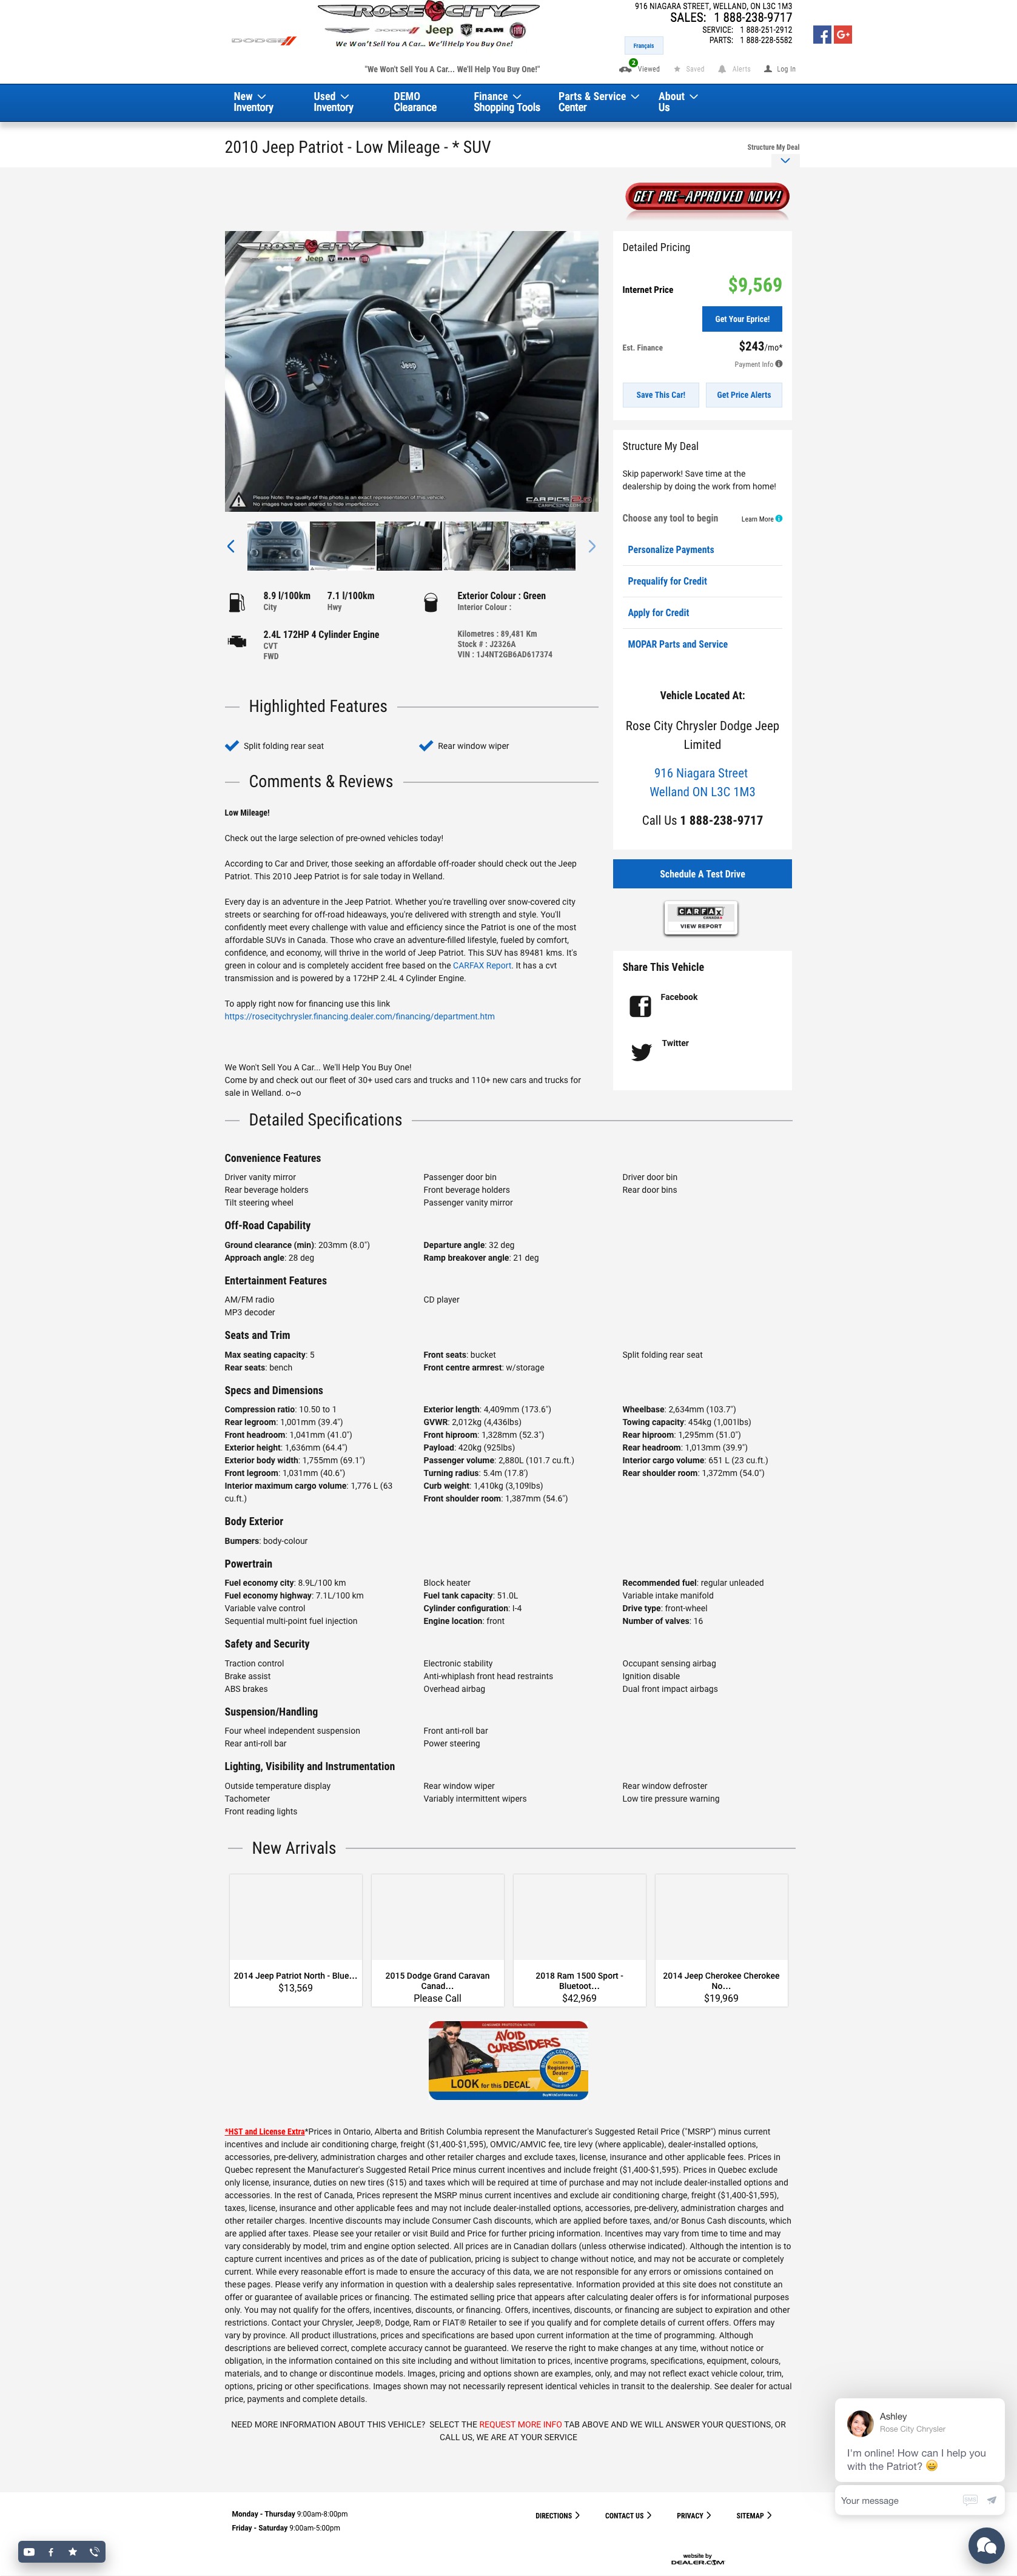 ROSE CITY
DODGE
Jeep RAM FIAT
We Won't Sell You A Car... We'll Help You Buy One!
916 NIAGARA STREET, WELLAND, ON L3C 1M3
SALES: 1 888-238-9717
SERVICE: 1 888-251-2912
PARTS: 1 888-228-5582
Français
"We Won't Sell You A Car... We'll Help You Buy One!"
2 Viewed Saved Alerts Log In
New Inventory
Used Inventory
DEMO Clearance
Finance Shopping Tools
Parts & Service Center
About Us
2010 Jeep Patriot - Low Mileage - * SUV
Structure My Deal
GET PRE-APPROVED NOW!
ROSE CITY
Jeep RAM
Jeep
Please Note: the quality of the photo is an exact representation of this vehicle.
No images have been altered to hide imperfections.
Detailed Pricing
Internet Price $9,569
Get Your Eprice!
Est. Finance $243/mo*
Payment Info
Save This Car! Get Price Alerts
Structure My Deal
Skip paperwork! Save time at the
dealership by doing the work from home!
Choose any tool to begin Learn More
Personalize Payments
Prequalify for Credit
Apply for Credit
MOPAR Parts and Service
Vehicle Located At:
Rose City Chrysler Dodge Jeep
Limited
916 Niagara Street
Welland ON L3C 1M3
Call Us 1 888-238-9717
Schedule A Test Drive
CARFAX
CANADA
VIEW REPORT
Share This Vehicle
Facebook
Twitter
8.9 l/100km 7.1 l/100km
City Hwy
Exterior Colour : Green
Interior Colour :
2.4L 172HP 4 Cylinder Engine
CVT
FWD
Kilometres : 89,481 Km
Stock # : J2326A
VIN : 1J4NT2GB6AD617374
Highlighted Features
Split folding rear seat Rear window wiper
Comments & Reviews
Low Mileage!
Check out the large selection of pre-owned vehicles today!
According to Car and Driver, those seeking an affordable off-roader should check out the Jeep
Patriot. This 2010 Jeep Patriot is for sale today in Welland.
Every day is an adventure in the Jeep Patriot. Whether you're travelling over snow-covered city
streets or searching for off-road hideaways, you're delivered with strength and style. You'll
confidently meet every challenge with value and efficiency since the Patriot is one of the most
affordable SUVs in Canada. Those who crave an adventure-filled lifestyle, fueled by comfort,
confidence, and economy, will thrive in the world of Jeep Patriot. This SUV has 89481 kms. It's
green in colour and is completely accident free based on the CARFAX Report. It has a cvt
transmission and is powered by a 172HP 2.4L 4 Cylinder Engine.
To apply right now for financing use this link
https://rosecitychrysler.financing.dealer.com/financing/department.htm
We Won't Sell You A Car... We'll Help You Buy One!
Come by and check out our fleet of 30+ used cars and trucks and 110+ new cars and trucks for
sale in Welland. o~o
Detailed Specifications
Convenience Features
Driver vanity mirror Passenger door bin Driver door bin
Rear beverage holders Front beverage holders Rear door bins
Tilt steering wheel Passenger vanity mirror
Off-Road Capability
Ground clearance (min): 203mm (8.0") Departure angle: 32 deg
Approach angle: 28 deg Ramp breakover angle: 21 deg
Entertainment Features
AM/FM radio CD player
MP3 decoder
Seats and Trim
Max seating capacity: 5 Front seats: bucket Split folding rear seat
Rear seats: bench Front centre armrest: w/storage
Specs and Dimensions
Compression ratio: 10.50 to 1 Exterior length: 4,409mm (173.6") Wheelbase: 2,634mm (103.7")
Rear legroom: 1,001mm (39.4") GVWR: 2,012kg (4,436lbs) Towing capacity: 454kg (1,001lbs)
Front headroom: 1,041mm (41.0") Front hiproom: 1,328mm (52.3") Rear hiproom: 1,295mm (51.0")
Exterior height: 1,636mm (64.4") Payload: 420kg (925lbs) Rear headroom: 1,013mm (39.9")
Exterior body width: 1,755mm (69.1") Passenger volume: 2,880L (101.7 cu.ft.) Interior cargo volume: 651 L (23 cu.ft.)
Front legroom: 1,031mm (40.6") Turning radius: 5.4m (17.8') Rear shoulder room: 1,372mm (54.0")
Interior maximum cargo volume: 1,776 L (63 Curb weight: 1,410kg (3,109lbs)
cu.ft.) Front shoulder room: 1,387mm (54.6")
Body Exterior
Bumpers: body-colour
Powertrain
Fuel economy city: 8.9L/100 km Block heater Recommended fuel: regular unleaded
Fuel economy highway: 7.1L/100 km Fuel tank capacity: 51.0L Variable intake manifold
Variable valve control Cylinder configuration: I-4 Drive type: front-wheel
Sequential multi-point fuel injection Engine location: front Number of valves: 16
Safety and Security
Traction control Electronic stability Occupant sensing airbag
Brake assist Anti-whiplash front head restraints Ignition disable
ABS brakes Overhead airbag Dual front impact airbags
Suspension/Handling
Four wheel independent suspension Front anti-roll bar
Rear anti-roll bar Power steering
Lighting, Visibility and Instrumentation
Outside temperature display Rear window wiper Rear window defroster
Tachometer Variably intermittent wipers Low tire pressure warning
Front reading lights
New Arrivals
2014 Jeep Patriot North - Blue...
$13,569
2015 Dodge Grand Caravan
Canad...
Please Call
2018 Ram 1500 Sport -
Bluetoot...
$42,969
2014 Jeep Cherokee Cherokee
No...
$19,969
CONSUMER PROTECTION NOTICE
AVOID
CURBSIDERS
LOOK for this DECAL
Registered
Dealer
*HST and License Extra*Prices in Ontario, Alberta and British Columbia represent the Manufacturer's Suggested Retail Price ("MSRP") minus current
incentives and include air conditioning charge, freight ($1,400-$1,595), OMVIC/AMVIC fee, tire levy (where applicable), dealer-installed options,
accessories, pre-delivery, administration charges and other retailer charges and exclude taxes, license, insurance and other applicable fees. Prices in
Quebec represent the Manufacturer's Suggested Retail Price minus current incentives and include freight ($1,400-$1,595). Prices in Quebec exclude
only license, insurance, duties on new tires ($15) and taxes which will be required at time of purchase and may not include dealer-installed options and
accessories. In the rest of Canada, Prices represent the MSRP minus current incentives and exclude air conditioning charge, freight ($1,400-$1,595),
taxes, license, insurance and other applicable fees and may not include dealer-installed options, accessories, pre-delivery, administration charges and
other retailer charges. Incentive discounts may include Consumer Cash discounts, which are applied before taxes, and/or Bonus Cash discounts, which
are applied after taxes. Please see your retailer or visit Build and Price for further pricing information. Incentives may vary from time to time and may
vary considerably by model, trim and engine option selected. All prices are in Canadian dollars (unless otherwise indicated). Although the intention is to
capture current incentives and prices as of the date of publication, pricing is subject to change without notice, and may not be accurate or completely
current. While every reasonable effort is made to ensure the accuracy of this data, we are not responsible for any errors or omissions contained on
these pages. Please verify any information in question with a dealership sales representative. Information provided at this site does not constitute an
offer or guarantee of available prices or financing. The estimated selling price that appears after calculating dealer offers is for informational purposes
only. You may not qualify for the offers, incentives, discounts, or financing. Offers, incentives, discounts, or financing are subject to expiration and other
restrictions. Contact your Chrysler, Jeep®, Dodge, Ram or FIAT® Retailer to see if you qualify and for complete details of current offers. Offers may
vary by province. All product illustrations, prices and specifications are based upon current information at the time of programming. Although
descriptions are believed correct, complete accuracy cannot be guaranteed. We reserve the right to make changes at any time, without notice or
obligation, in the information contained on this site including and without limitation to prices, incentive programs, specifications, equipment, colours,
materials, and to change or discontinue models. Images, pricing and options shown are examples, only, and may not reflect exact vehicle colour, trim,
options, pricing or other specifications. Images shown may not necessarily represent identical vehicles in transit to the dealership. See dealer for actual
price, payments and complete details.
NEED MORE INFORMATION ABOUT THIS VEHICLE? SELECT THE REQUEST MORE INFO TAB ABOVE AND WE WILL ANSWER YOUR QUESTIONS, OR
CALL US, WE ARE AT YOUR SERVICE
Ashley
Rose City Chrysler
I'm online! How can I help you
with the Patriot?
Your message
Monday - Thursday 9:00am-8:00pm
Friday - Saturday 9:00am-5:00pm
DIRECTIONS CONTACT US PRIVACY SITEMAP
website by
DEALER.COM